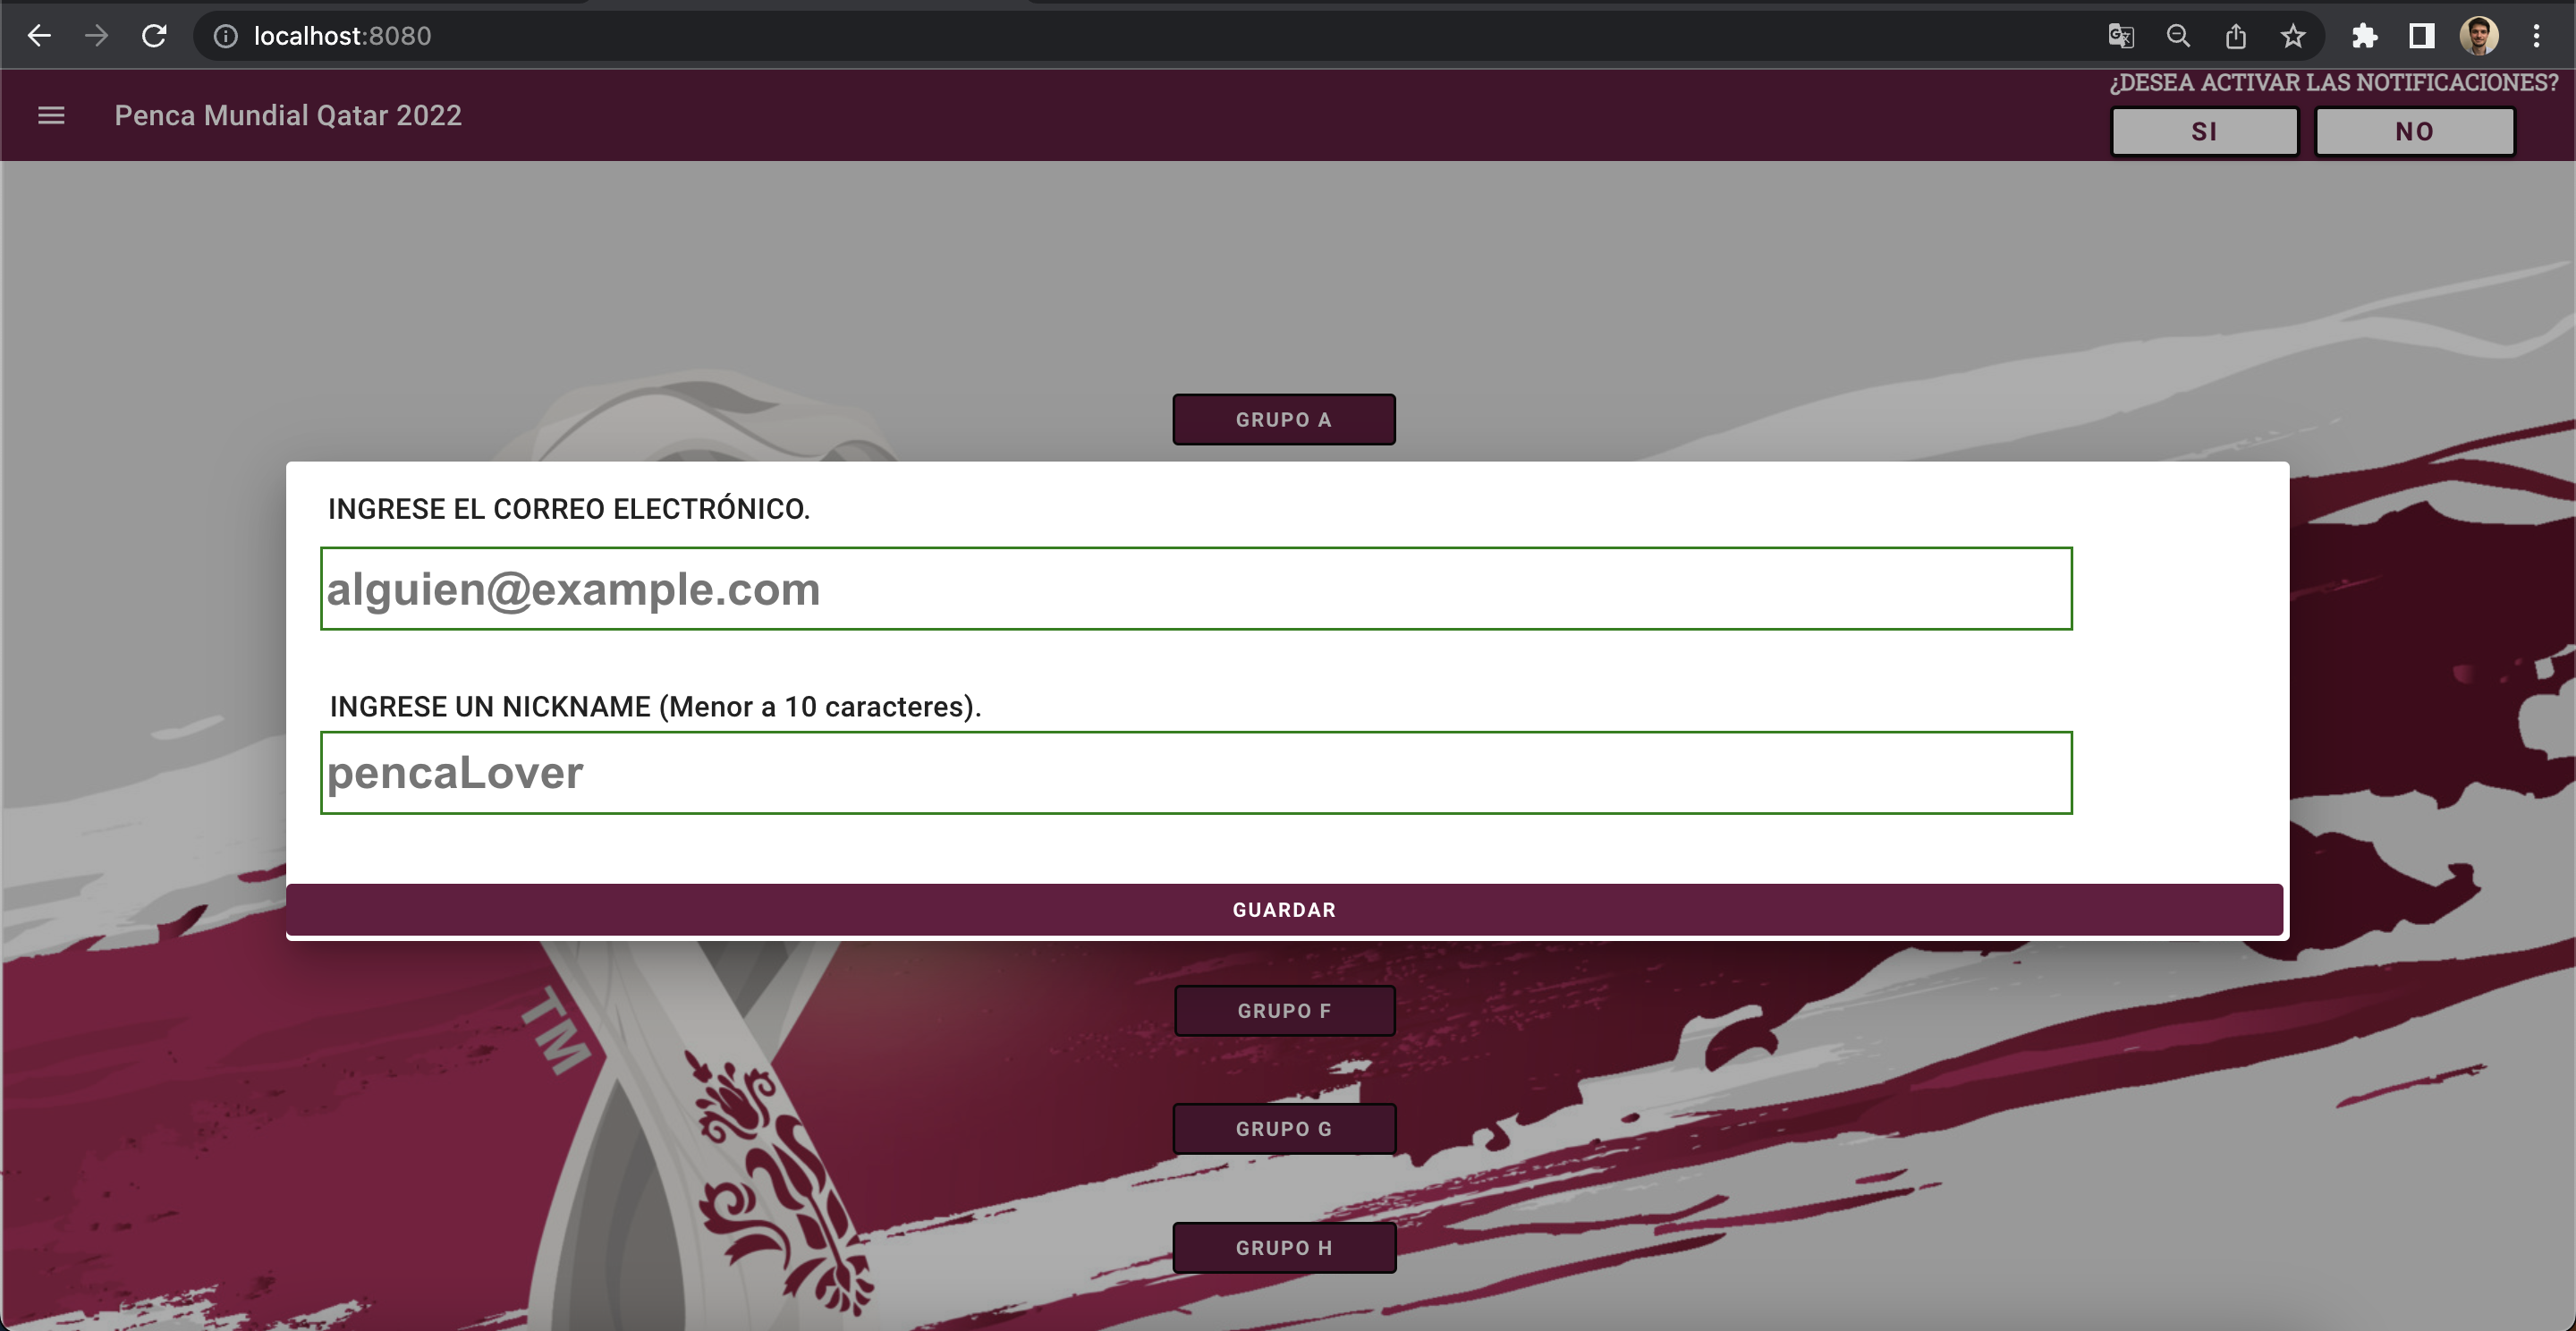 localhost:8080
¿DESEA ACTIVAR LAS NOTIFICACIONES?
Penca Mundial Qatar 2022
SI
NO
GRUPO A
INGRESE EL CORREO ELECTRÓNICO.
alguien@example.com
INGRESE UN NICKNAME (Menor a 10 caracteres).
pencaLover
GUARDAR
TM
GRUPO F
GRUPO G
GRUPO H